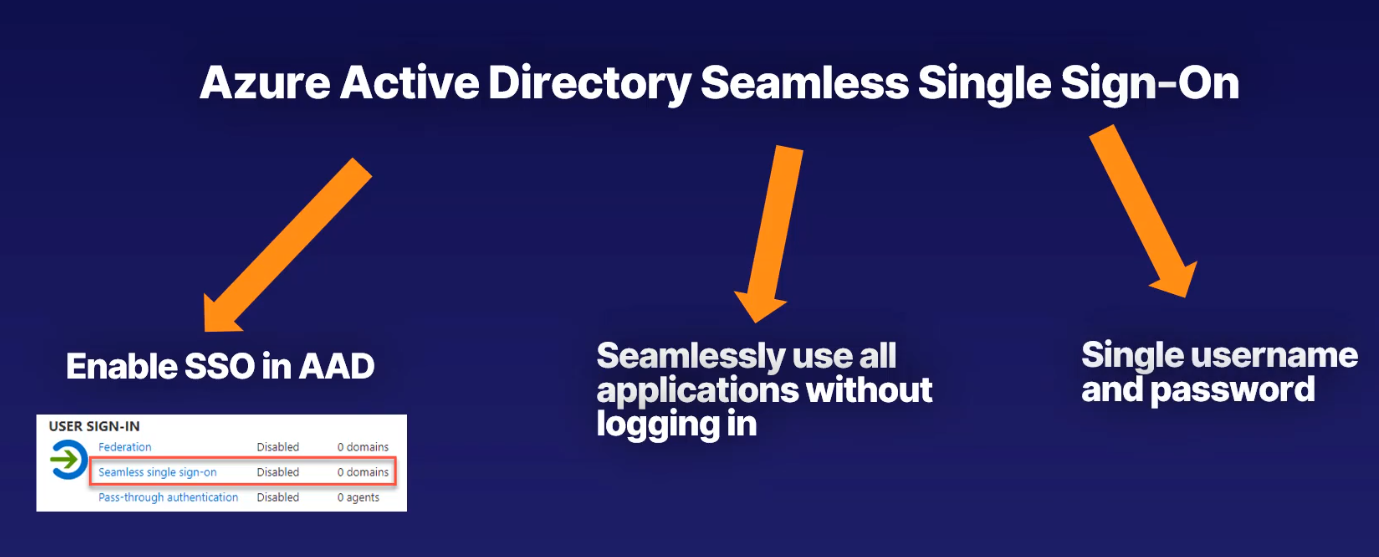 Azure Active Directory Seamless Single Sign-On
Enable SSO in AAD
USER SIGN-IN
Federation Disabled 0 domains
Seamless single sign-on Disabled 0 domains
Pass-through authentication Disabled 0 agents
Seamlessly use all
applications without
logging in
Single username
and password